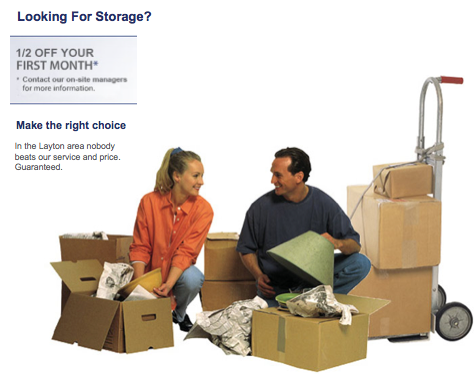 Looking For Storage?
1/2 OFF YOUR
FIRST MONTH*
* Contact our on-site managers
for more information.
Make the right choice
In the Layton area nobody
beats our service and price.
Guaranteed.